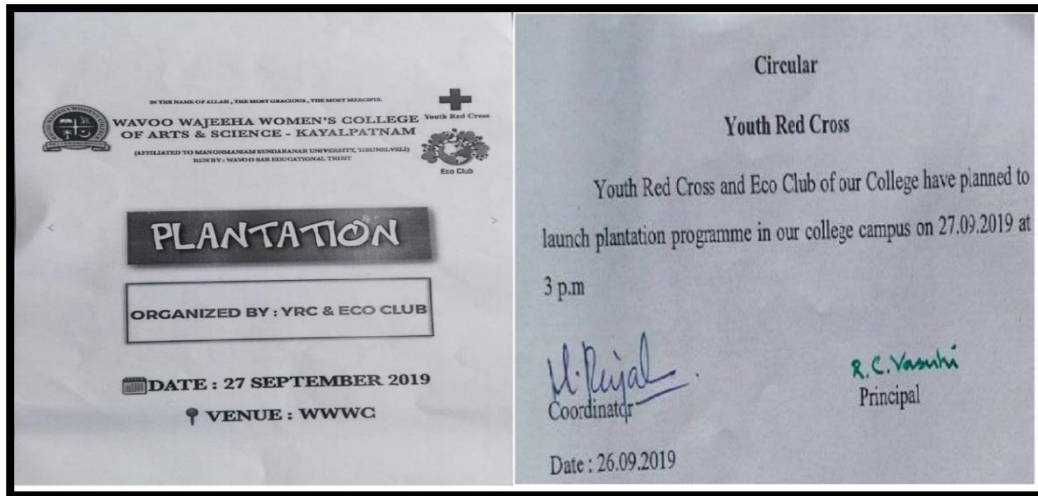 IN THE NAME OF ALLAH , THE MOST GRACIOUS , THE MOST MERCIFUL
WAVOO WAJEEHA WOMEN'S COLLEGE
OF ARTS & SCIENCE - KAYALPATNAM
(AFFILIATED TO MANONMANIAM SUNDARANAR UNIVERSITY, TIRUNELVELI)
RUN BY : WAVOO SAR EDUCATIONAL TRUST
Youth Red Cross
Eco Club
PLANTATION
ORGANIZED BY : YRC & ECO CLUB
DATE : 27 SEPTEMBER 2019
VENUE : WWWC
Circular
Youth Red Cross
Youth Red Cross and Eco Club of our College have planned to
launch plantation programme in our college campus on 27.09.2019 at
3 p.m
R. C. Vasuki
Coordinator
Principal
Date : 26.09.2019